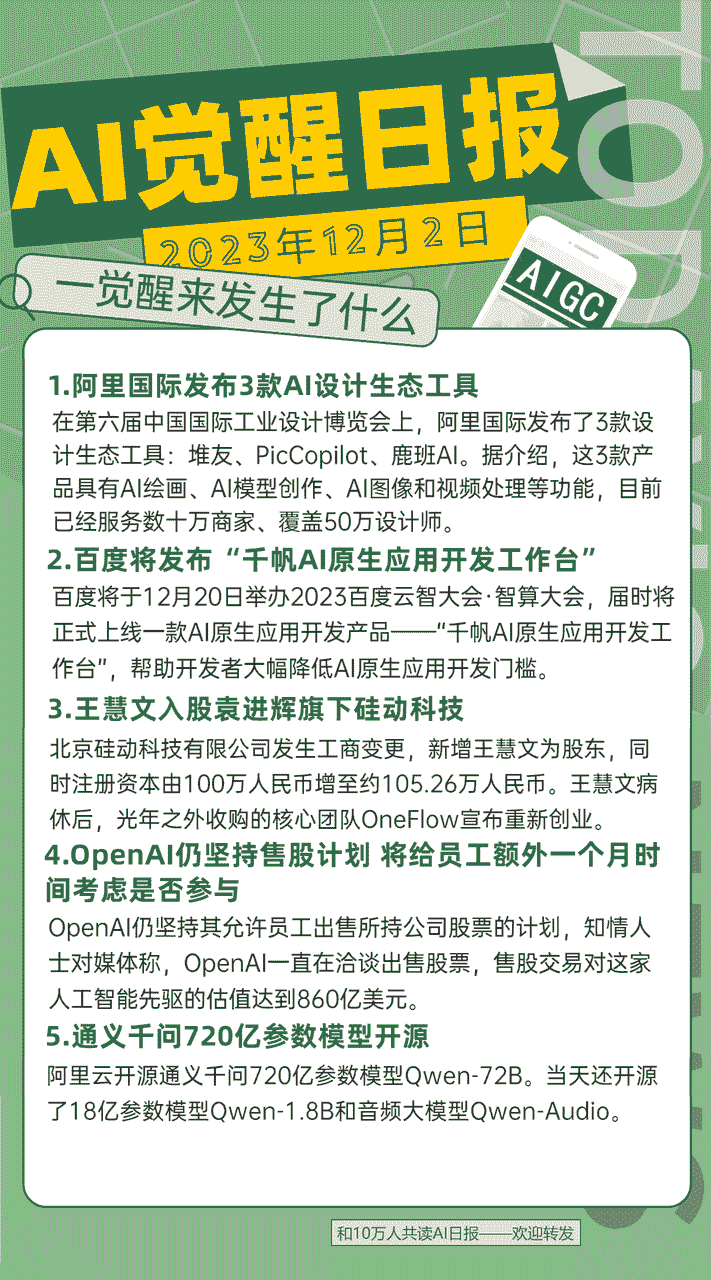 AI觉醒日报
2023年12月2日
一觉醒来发生了什么
AIGC
1.阿里国际发布3款AI设计生态工具
在第六届中国国际工业设计博览会上，阿里国际发布了3款设
计生态工具：堆友、PicCopilot、鹿班AI。据介绍，这3款产
品具有AI绘画、AI模型创作、AI图像和视频处理等功能，目前
已经服务数十万商家、覆盖50万设计师。
2.百度将发布“千帆AI原生应用开发工作台”
百度将于12月20日举办2023百度云智大会·智算大会，届时将
正式上线一款AI原生应用开发产品——“千帆AI原生应用开发工
作台”，帮助开发者大幅降低AI原生应用开发门槛。
3.王慧文入股袁进辉旗下硅动科技
北京硅动科技有限公司发生工商变更，新增王慧文为股东，同
时注册资本由100万人民币增至约105.26万人民币。王慧文病
休后，光年之外收购的核心团队OneFlow宣布重新创业。
4.OpenAI仍坚持售股计划 将给员工额外一个月时
间考虑是否参与
OpenAI仍坚持其允许员工出售所持公司股票的计划，知情人
士对媒体称，OpenAI一直在洽谈出售股票，售股交易对这家
人工智能先驱的估值达到860亿美元。
5.通义千问720亿参数模型开源
阿里云开源通义千问720亿参数模型Qwen-72B。当天还开源
了18亿参数模型Qwen-1.8B和音频大模型Qwen-Audio。
和10万人共读AI日报——欢迎转发